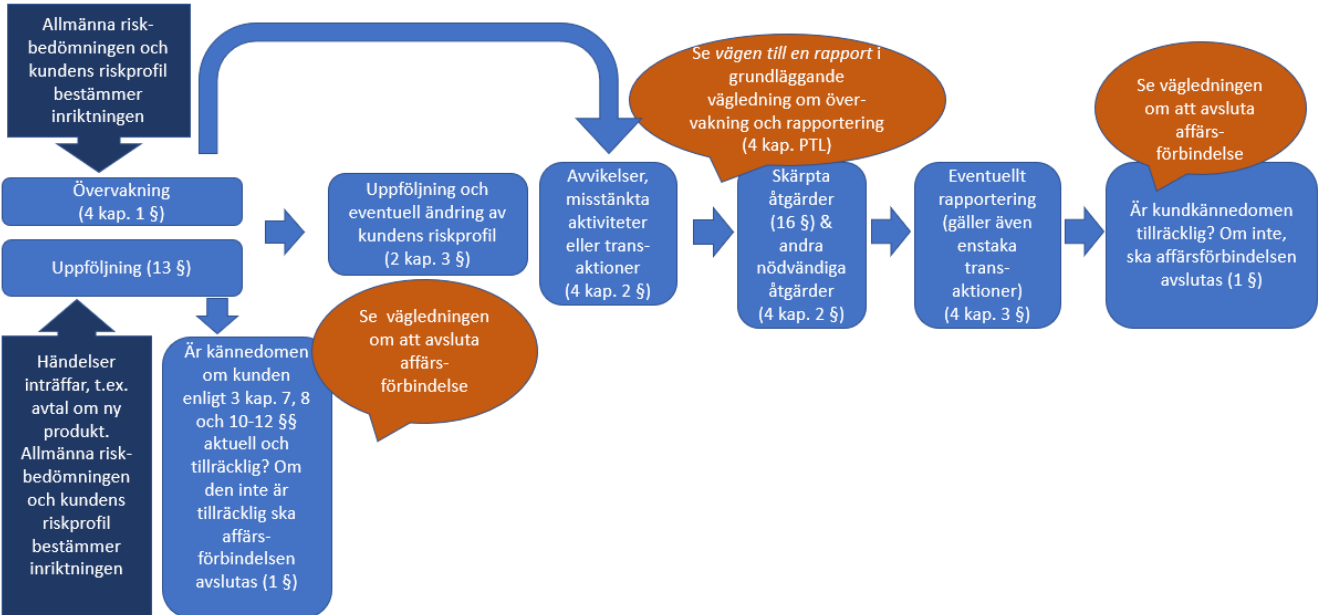 Allmänna risk-
bedömningen och
kundens riskprofil
bestämmer
inriktningen
Övervakning
(4 kap. 1 §)
Uppföljning (13 §)
Händelser
inträffar, t.ex.
avtal om ny
produkt.
Allmänna risk-
bedömningen
och kundens
riskprofil
bestämmer
inriktningen
Är kännedomen
om kunden
enligt 3 kap. 7, 8
och 10-12 §§
aktuell och
tillräcklig? Om
den inte är
tillräcklig ska
affärs-
förbindelsen
avslutas (1 §)
Uppföljning och
eventuell ändring av
kundens riskprofil
(2 kap. 3 §)
Se vägledningen
om att avsluta
affärs-
förbindelse
Avvikelser,
misstänkta
aktiviteter
eller trans-
aktioner
(4 kap. 2 §)
Se vägen till en rapport i
grundläggande
vägledning om över-
vakning och rapportering
(4 kap. PTL)
Skärpta
åtgärder
(16 §) &
andra
nödvändiga
åtgärder
(4 kap. 2 §)
Eventuellt
rapportering
(gäller även
enstaka
trans-
aktioner)
(4 kap. 3 §)
Se vägledningen
om att avsluta
affärs-
förbindelse
Är kundkännedomen
tillräcklig? Om inte,
ska affärsförbindelsen
avslutas (1 §)